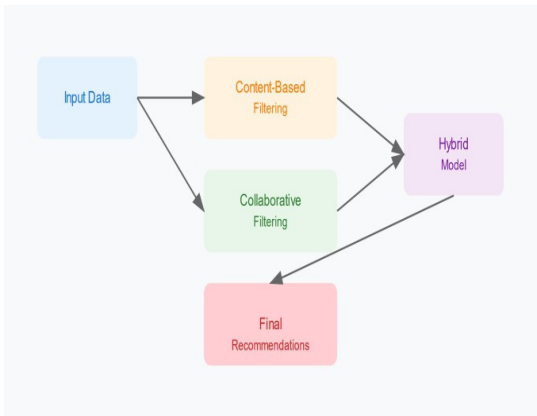 Input Data
Content-Based
Filtering
Collaborative
Filtering
Hybrid
Model
Final
Recommendations